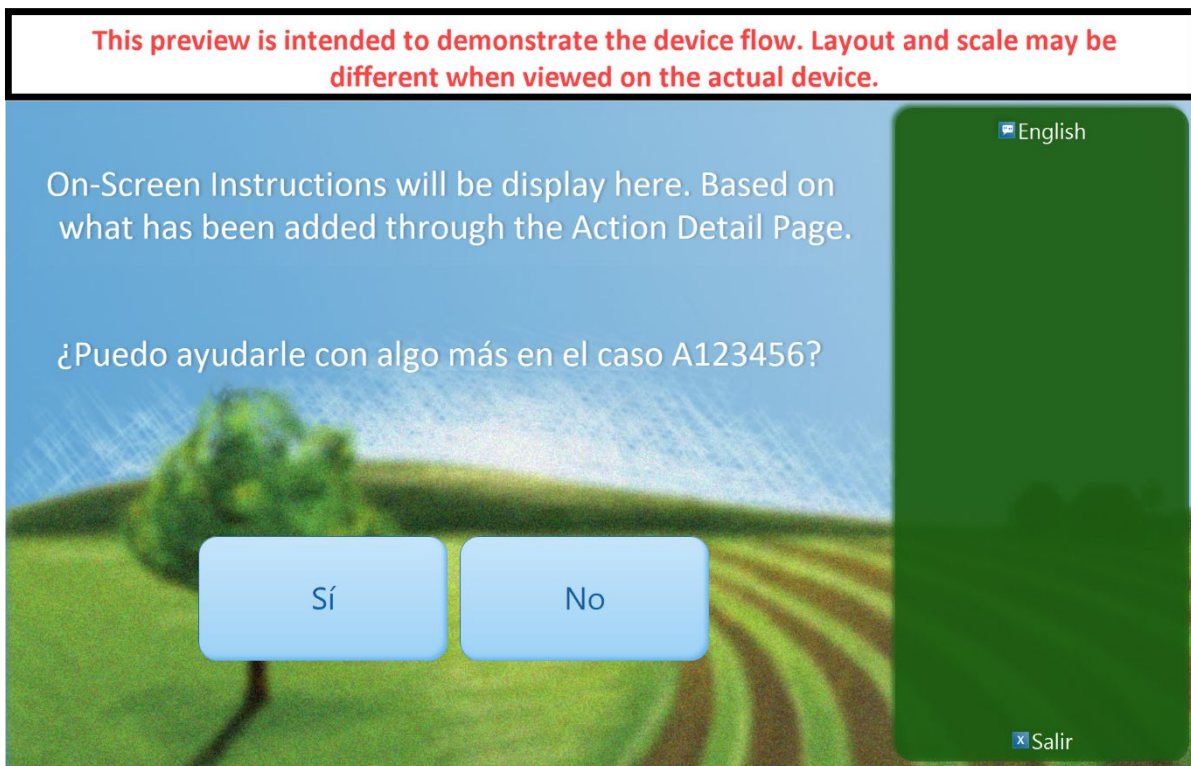 This preview is intended to demonstrate the device flow. Layout and scale may be
different when viewed on the actual device.
English
On-Screen Instructions will be display here. Based on
what has been added through the Action Detail Page.
¿Puedo ayudarle con algo más en el caso A123456?
Sí
No
Salir